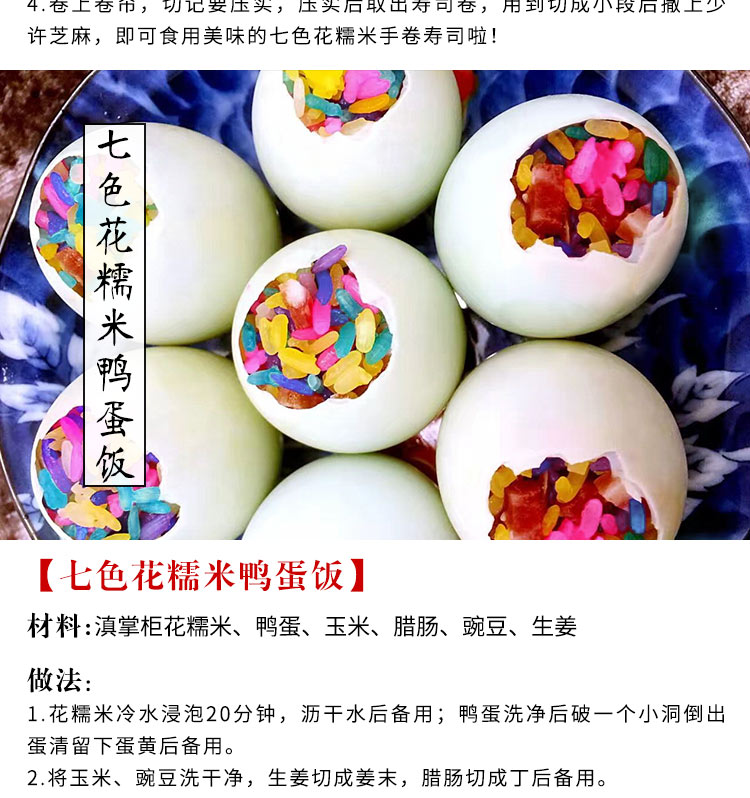 4.卷上卷帘，切记要压实，压实后取出寿司卷，用到切成小段后撒上少
许芝麻，即可食用美味的七色花糯米手卷寿司啦！
七色花糯米鸭蛋饭
【七色花糯米鸭蛋饭】
材料:滇掌柜花糯米、鸭蛋、玉米、腊肠、豌豆、生姜
做法:
1.花糯米冷水浸泡20分钟，沥干水后备用；鸭蛋洗净后破一个小洞倒出
蛋清留下蛋黄后备用。
2.将玉米、豌豆洗干净，生姜切成姜末，腊肠切成丁后备用。